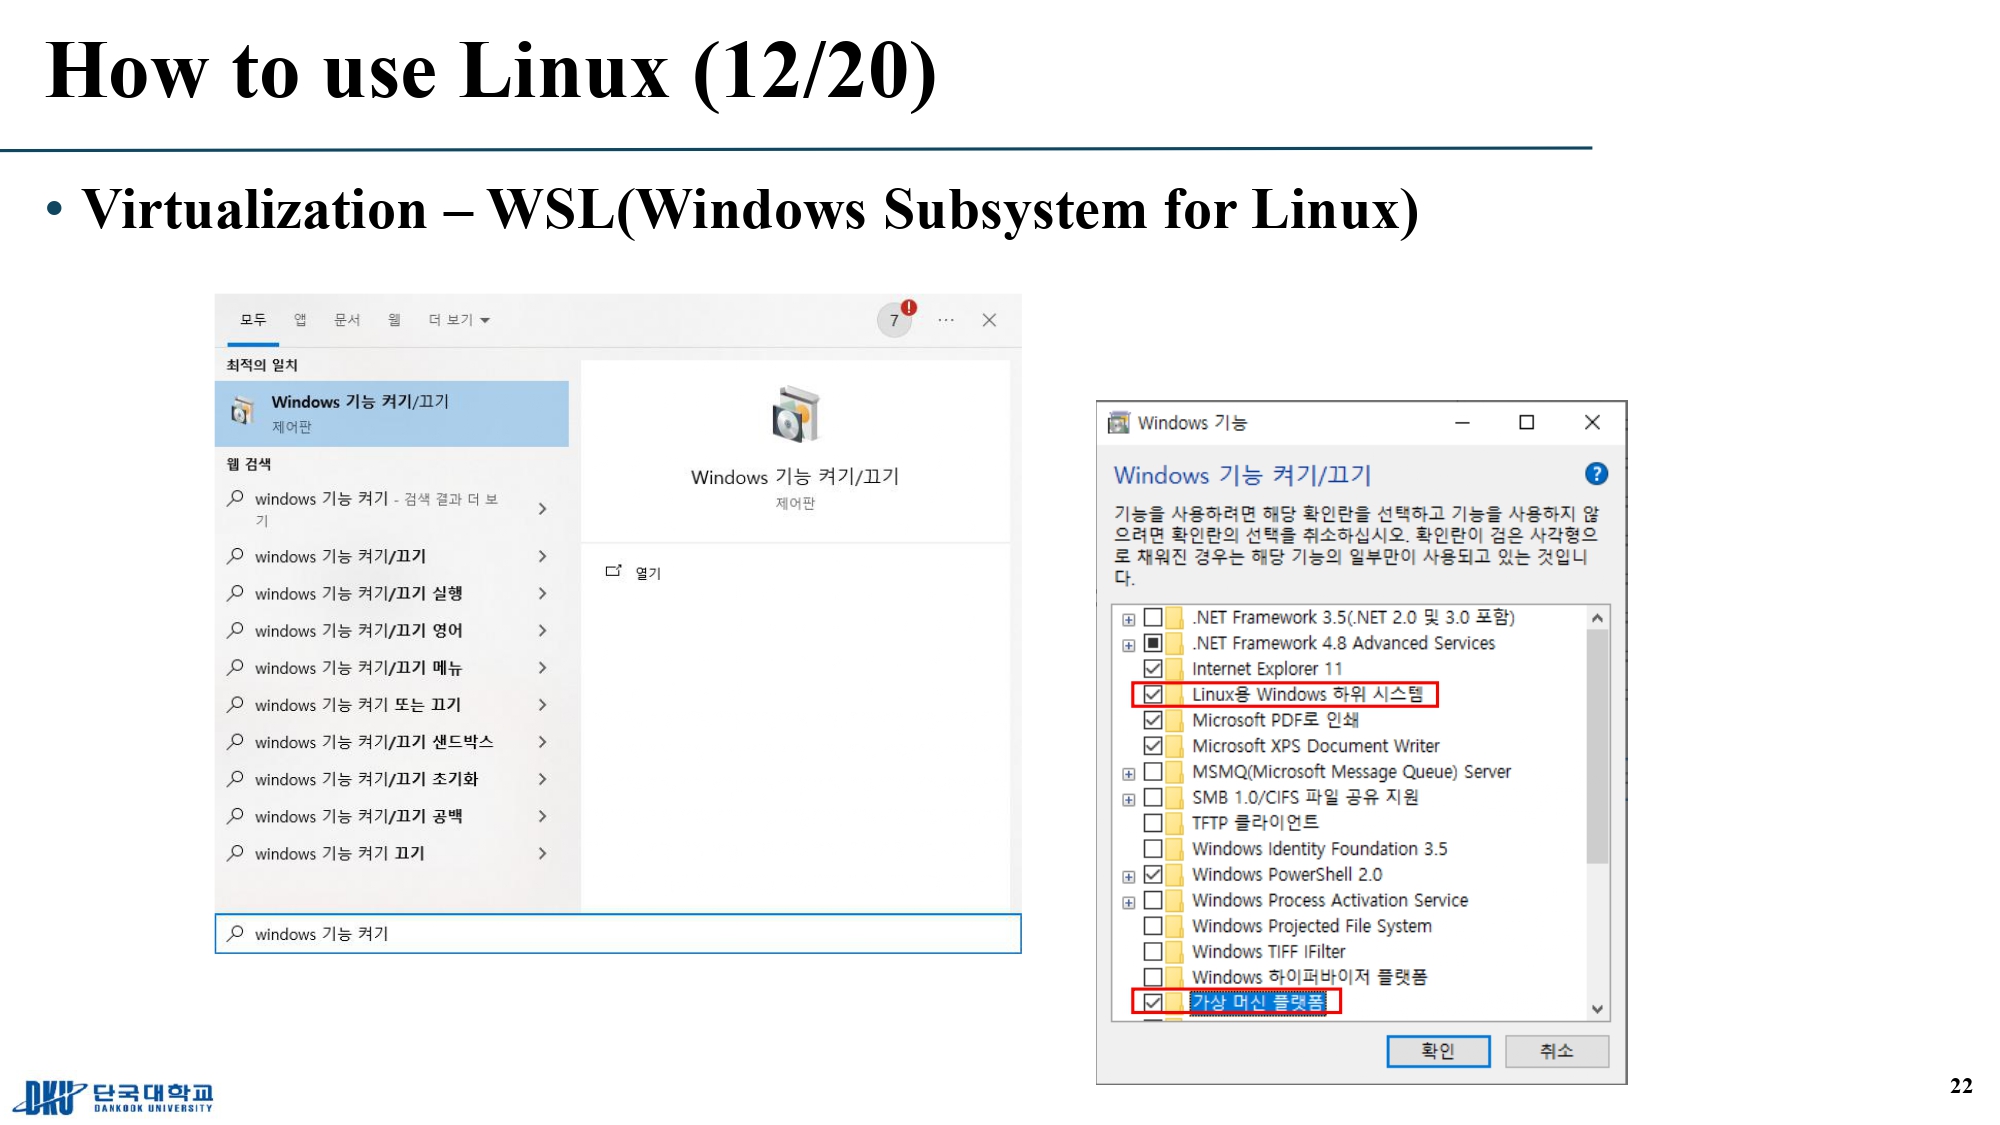 How to use Linux (12/20)
• Virtualization – WSL(Windows Subsystem for Linux)
모두 앱 문서 웹 더 보기
7
최적의 일치
Windows 기능 켜기/끄기
제어판
웹 검색
windows 기능 켜기 - 검색 결과 더 보
기
windows 기능 켜기/끄기
windows 기능 켜기/끄기 실행
windows 기능 켜기/끄기 영어
windows 기능 켜기/끄기 메뉴
windows 기능 켜기 또는 끄기
windows 기능 켜기/끄기 샌드박스
windows 기능 켜기/끄기 초기화
windows 기능 켜기/끄기 공백
windows 기능 켜기 끄기
windows 기능 켜기
Windows 기능 켜기/끄기
제어판
열기
Windows 기능
Windows 기능 켜기/끄기
기능을 사용하려면 해당 확인란을 선택하고 기능을 사용하지 않
으려면 확인란의 선택을 취소하십시오. 확인란이 검은 사각형으
로 채워진 경우는 해당 기능의 일부만이 사용되고 있는 것입니
다.
.NET Framework 3.5(.NET 2.0 및 3.0 포함)
.NET Framework 4.8 Advanced Services
Internet Explorer 11
Linux용 Windows 하위 시스템
Microsoft PDF로 인쇄
Microsoft XPS Document Writer
MSMQ(Microsoft Message Queue) Server
SMB 1.0/CIFS 파일 공유 지원
TFTP 클라이언트
Windows Identity Foundation 3.5
Windows PowerShell 2.0
Windows Process Activation Service
Windows Projected File System
Windows TIFF IFilter
Windows 하이퍼바이저 플랫폼
가상 머신 플랫폼
확인 취소
DKU 단국대학교
DANKOOK UNIVERSITY
22